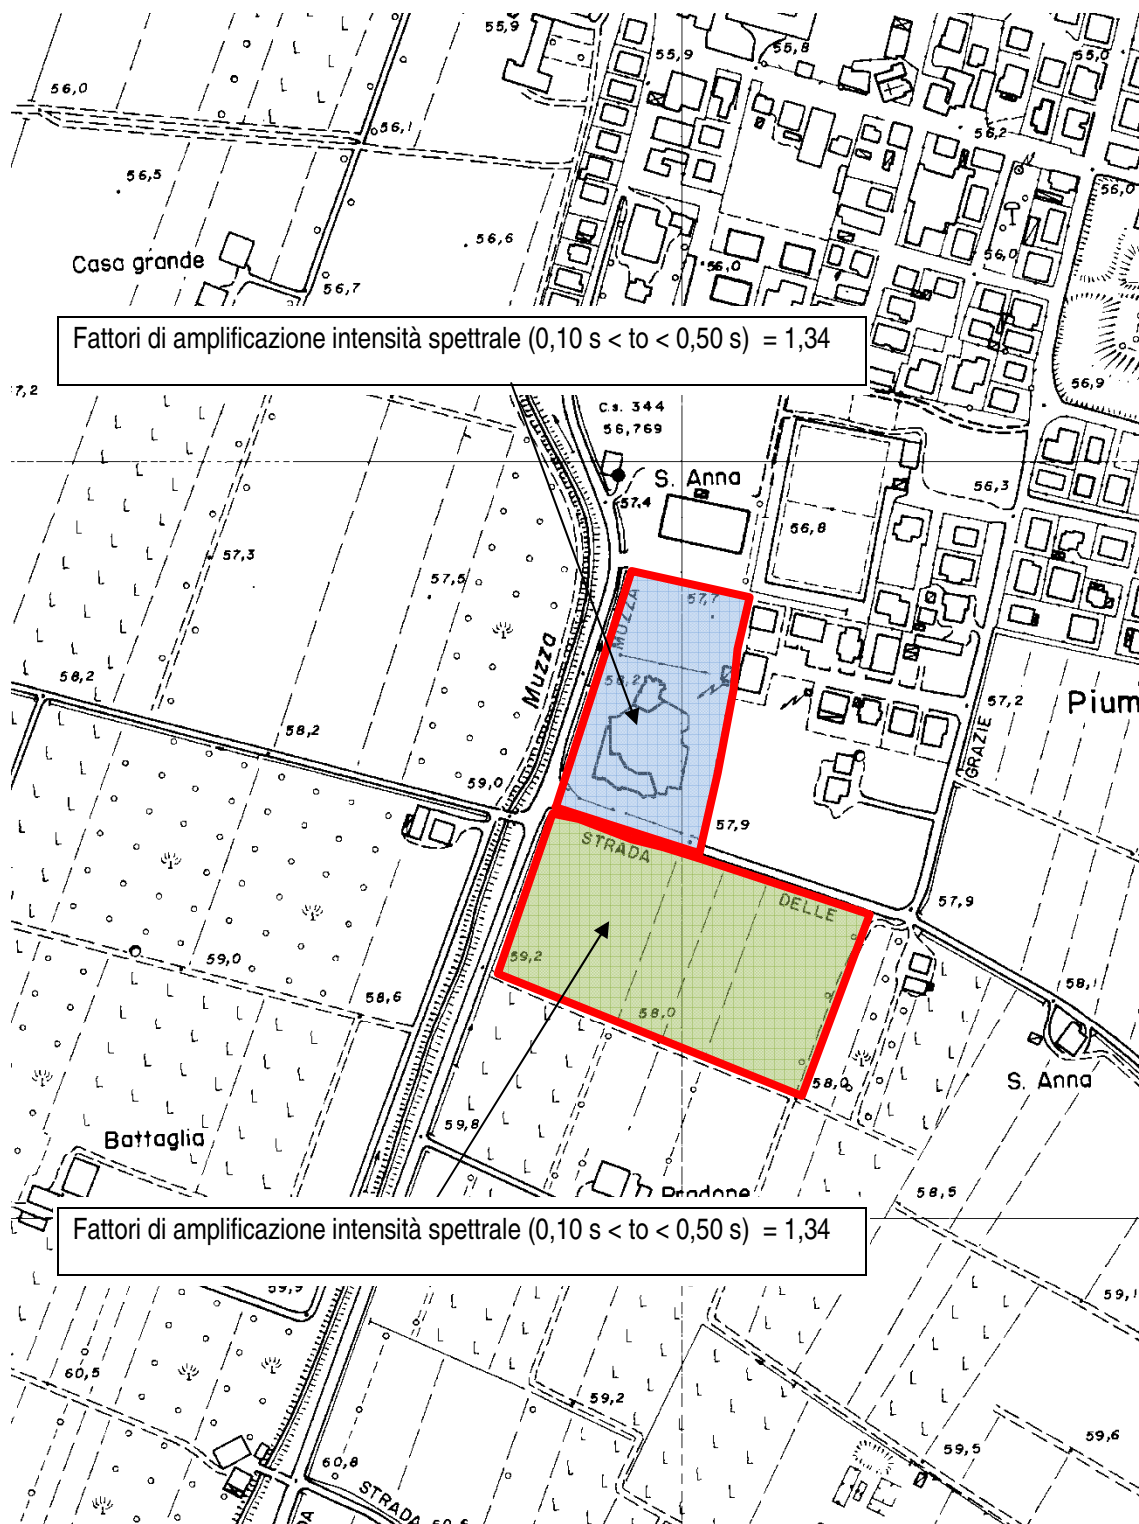 55,9
55,8
55,9
55,0
56,0
56,1
56,2
56,5
56,0
56,6
56,0
56,0
Casa grande
56,7
Fattori di amplificazione intensità spettrale (0,10 s < to < 0,50 s) = 1,34
56,9
7,2
C.s. 344
56,769
S. Anna
57,4
56,3
56,8
57,3
57,5
MUZZA
57,7
Muzza
58,2
58,2
57,2
Pium
58,2
GRAZIE
59,0
57,9
STRADA
DELLE
57,9
59,2
59,0
58,1
58,6
58,0
58,0
S. Anna
59,8
Battaglia
Pradone
58,5
Fattori di amplificazione intensità spettrale (0,10 s < to < 0,50 s) = 1,34
59,9
59,1
60,5
59,2
59,6
59,5
60,8
STRADA